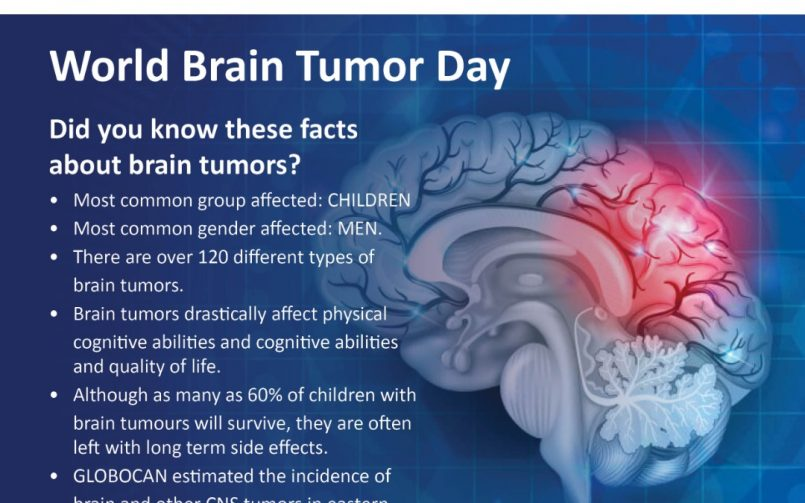 World Brain Tumor Day
Did you know these facts
about brain tumors?
• Most common group affected: CHILDREN
• Most common gender affected: MEN.
• There are over 120 different types of
brain tumors.
• Brain tumors drastically affect physical
cognitive abilities and cognitive abilities
and quality of life.
• Although as many as 60% of children with
brain tumours will survive, they are often
left with long term side effects.
• GLOBOCAN estimated the incidence of
brain and other CNS tumors in eastern